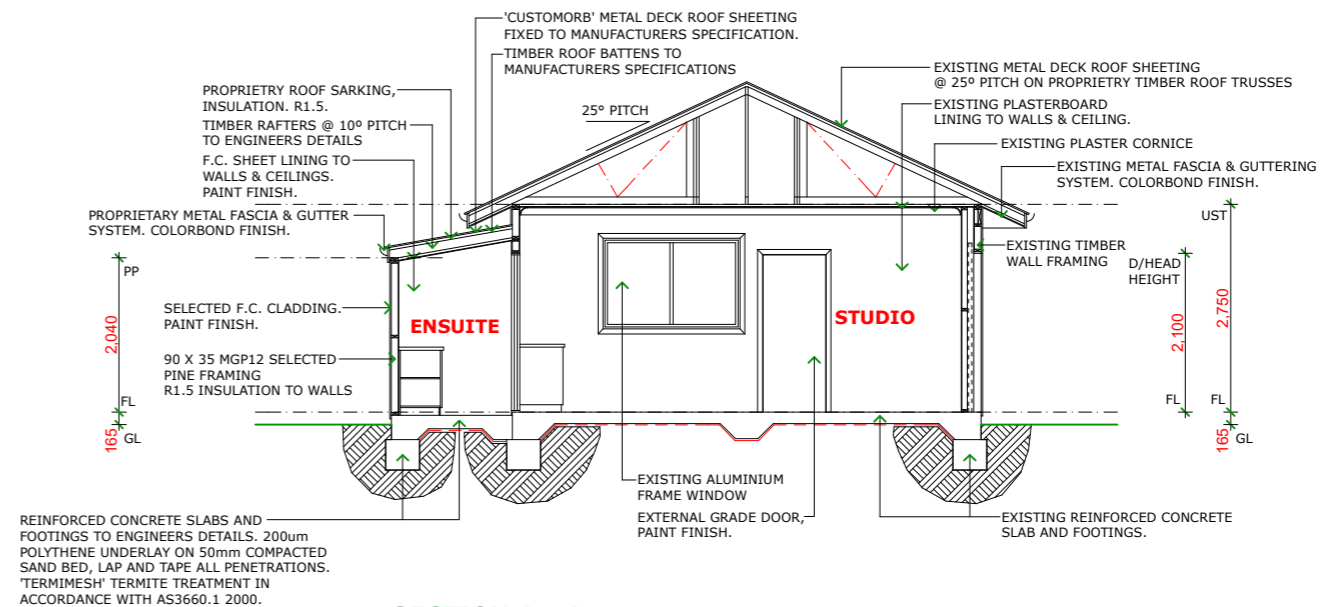 'CUSTOMORB' METAL DECK ROOF SHEETING
FIXED TO MANUFACTURERS SPECIFICATION.
TIMBER ROOF BATTENS TO
MANUFACTURERS SPECIFICATIONS
PROPRIETRY ROOF SARKING,
INSULATION. R1.5.
TIMBER RAFTERS @ 10º PITCH
TO ENGINEERS DETAILS
F.C. SHEET LINING TO
WALLS & CEILINGS.
PAINT FINISH.
PROPRIETARY METAL FASCIA & GUTTER
SYSTEM. COLORBOND FINISH.
25º PITCH
EXISTING METAL DECK ROOF SHEETING
@ 25º PITCH ON PROPRIETRY TIMBER ROOF TRUSSES
EXISTING PLASTERBOARD
LINING TO WALLS & CEILING.
EXISTING PLASTER CORNICE
EXISTING METAL FASCIA & GUTTERING
SYSTEM. COLORBOND FINISH.
UST
EXISTING TIMBER
WALL FRAMING
D/HEAD
HEIGHT
PP
2,040
FL
165
GL
SELECTED F.C. CLADDING.
PAINT FINISH.
90 X 35 MGP12 SELECTED
PINE FRAMING
R1.5 INSULATION TO WALLS
ENSUITE
STUDIO
2,100
FL
2,750
FL
165
GL
EXISTING ALUMINIUM
FRAME WINDOW
EXTERNAL GRADE DOOR,
PAINT FINISH.
EXISTING REINFORCED CONCRETE
SLAB AND FOOTINGS.
REINFORCED CONCRETE SLABS AND
FOOTINGS TO ENGINEERS DETAILS. 200um
POLYTHENE UNDERLAY ON 50mm COMPACTED
SAND BED, LAP AND TAPE ALL PENETRATIONS.
'TERMIMESH' TERMITE TREATMENT IN
ACCORDANCE WITH AS3660.1 2000.